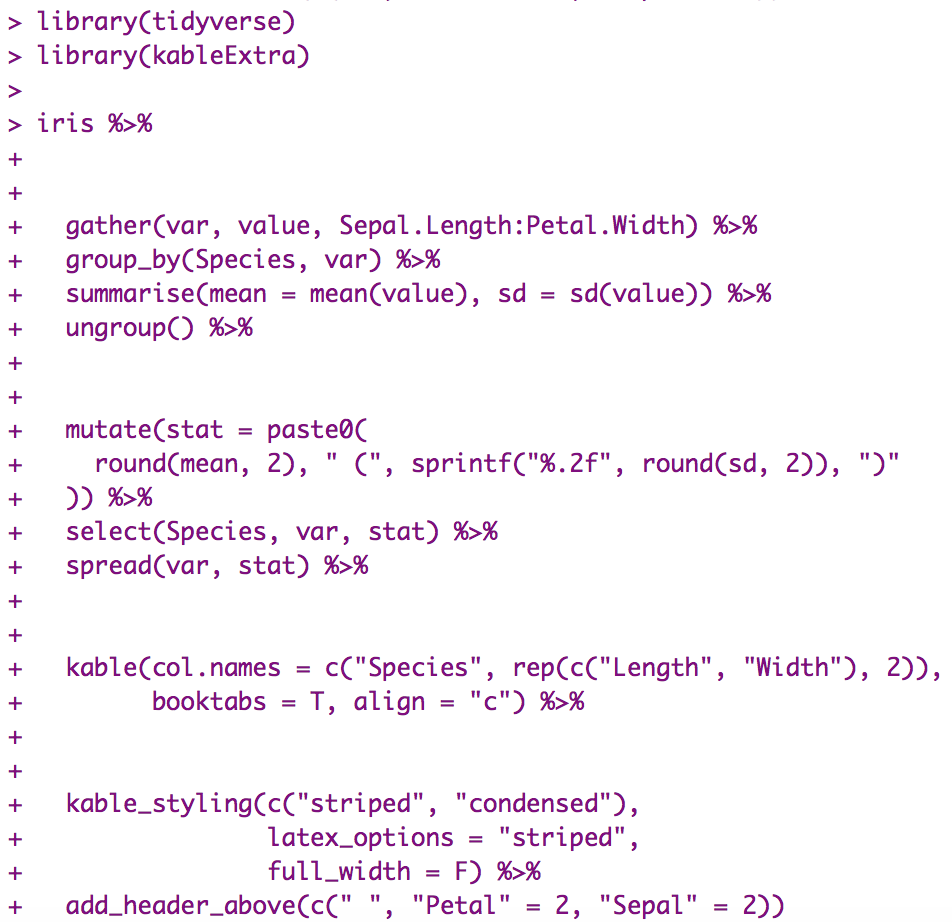 > library(tidyverse)
> library(kableExtra)
>
> iris %>%
+
+
+   gather(var, value, Sepal.Length:Petal.Width) %>%
+   group_by(Species, var) %>%
+   summarise(mean = mean(value), sd = sd(value)) %>%
+   ungroup() %>%
+
+
+   mutate(stat = paste0(
+     round(mean, 2), " (", sprintf("%.2f", round(sd, 2)), ")"
+   )) %>%
+   select(Species, var, stat) %>%
+   spread(var, stat) %>%
+
+
+   kable(col.names = c("Species", rep(c("Length", "Width"), 2)),
+         booktabs = T, align = "c") %>%
+
+
+   kable_styling(c("striped", "condensed"),
+                 latex_options = "striped",
+                 full_width = F) %>%
+   add_header_above(c(" ", "Petal" = 2, "Sepal" = 2))